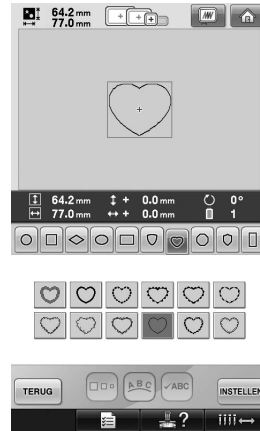 64.2 mm
77.0 mm
64.2 mm + 0.0 mm 0°
77.0 mm + 0.0 mm 1
TERUG ABC ABC INSTELLEN
?